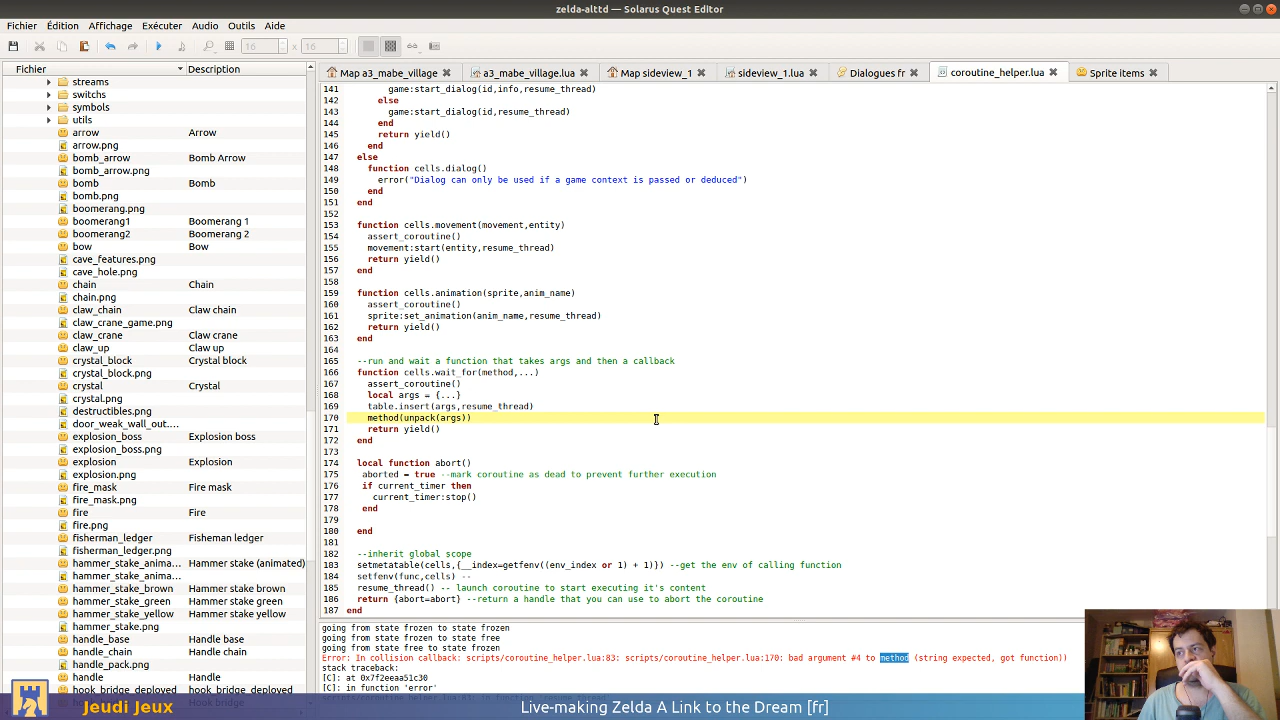 zelda-alttd — Solarus Quest Editor
Fichier Édition Affichage Exécuter Audio Outils Aide
16 x 16
Fichier Description
Map a3_mabe_village a3_mabe_village.lua Map sideview_1 sideview_1.lua Dialogues fr coroutine_helper.lua Sprite items
streams
switchs
symbols
utils
arrow Arrow
arrow.png
bomb_arrow Bomb Arrow
bomb_arrow.png
bomb Bomb
bomb.png
boomerang.png
boomerang1 Boomerang 1
boomerang2 Boomerang 2
bow Bow
cave_features.png
cave_hole.png
chain Chain
chain.png
claw_chain Claw chain
claw_crane_game.png
claw_crane Claw crane
claw_up Claw up
crystal_block Crystal block
crystal_block.png
crystal Crystal
crystal.png
destructibles.png
door_weak_wall_out....
explosion_boss Explosion boss
explosion_boss.png
explosion Explosion
explosion.png
fire_mask Fire mask
fire_mask.png
fire Fire
fire.png
fisherman_ledger Fisheman ledger
fisherman_ledger.png
hammer_stake_anima... Hammer stake (animated)
hammer_stake_anima...
hammer_stake_brown Hammer stake brown
hammer_stake_green Hammer stake green
hammer_stake_yellow Hammer stake yellow
hammer_stake.png
handle_base Handle base
handle_chain Handle chain
handle_pack.png
handle Handle
hook_bridge_deployed
hook_bridge Hook bridge
141 game:start_dialog(id,info,resume_thread)
142 else
143 game:start_dialog(id,resume_thread)
144 end
145 return yield()
146 end
147 else
148 function cells.dialog()
149 error("Dialog can only be used if a game context is passed or deduced")
150 end
151 end
152
153 function cells.movement(movement,entity)
154 assert_coroutine()
155 movement:start(entity,resume_thread)
156 return yield()
157 end
158
159 function cells.animation(sprite,anim_name)
160 assert_coroutine()
161 sprite:set_animation(anim_name,resume_thread)
162 return yield()
163 end
164
165 --run and wait a function that takes args and then a callback
166 function cells.wait_for(method,...)
167 assert_coroutine()
168 local args = {...}
169 table.insert(args,resume_thread)
170 method(unpack(args))
171 return yield()
172 end
173
174 local function abort()
175 aborted = true --mark coroutine as dead to prevent further execution
176 if current_timer then
177 current_timer:stop()
178 end
179
180 end
181
182 --inherit global scope
183 setmetatable(cells,{__index=getfenv((env_index or 1) + 1)}) --get the env of calling function
184 setfenv(func,cells) --
185 resume_thread() -- launch coroutine to start executing it's content
186 return {abort=abort} --return a handle that you can use to abort the coroutine
187 end
going from state frozen to state frozen
going from state frozen to state free
going from state free to state frozen
Error: In collision callback: scripts/coroutine_helper.lua:83: scripts/coroutine_helper.lua:170: bad argument #4 to method (string expected, got function))
stack traceback:
[C]: at 0x7f2eeaa51c30
[C]: in function 'error'
Jeudi Jeux
Live-making Zelda A Link to the Dream [fr]